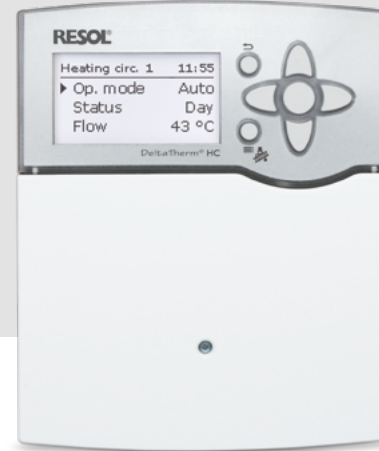 RESOL®
Heating circ. 1 11:55
Op. mode Auto
Status Day
Flow 43 °C
DeltaTherm® HC